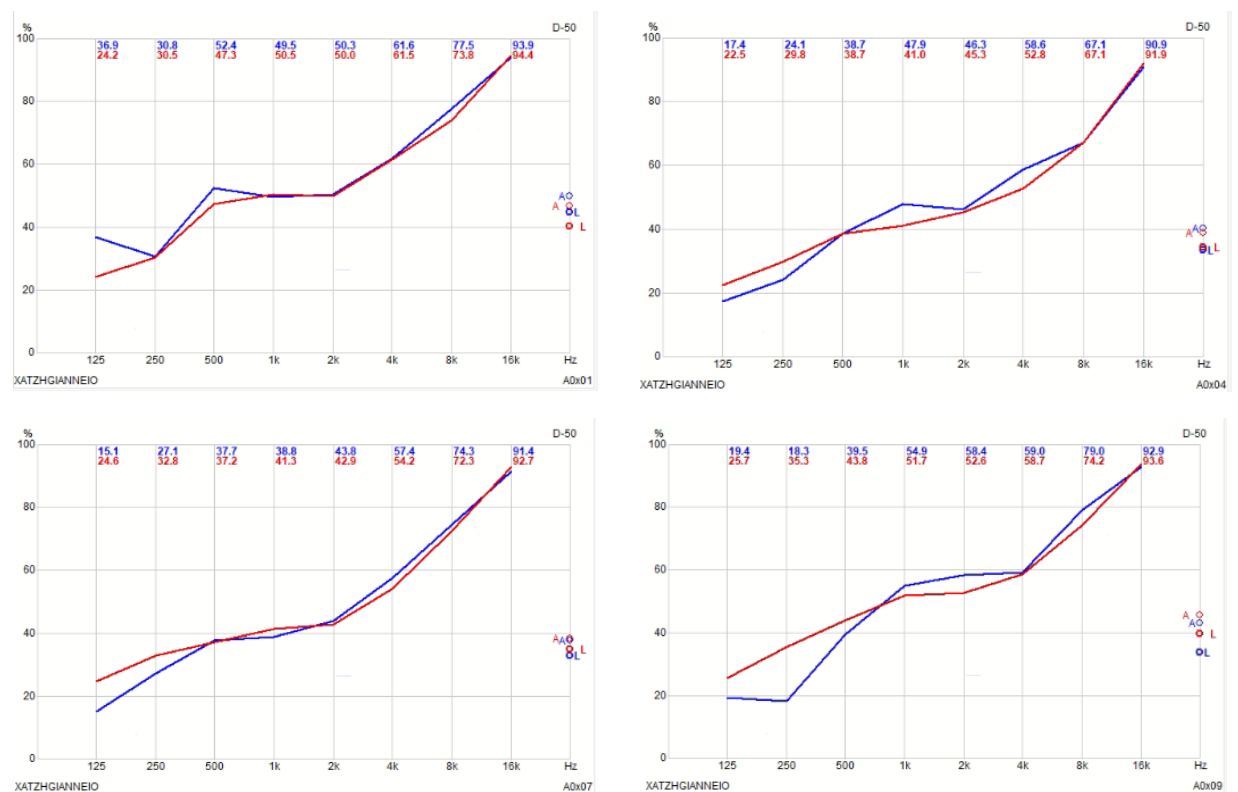 % D-50
100 36.9 30.8 52.4 49.5 50.3 61.6 77.5 93.9
24.2 30.5 47.3 50.5 50.0 61.5 73.8 94.4
80
60
A
A
L
40 L
20
0
125 250 500 1k 2k 4k 8k 16k Hz
XATZHGIANNEIO A0x01
% D-50
100 17.4 24.1 38.7 47.9 46.3 58.6 67.1 90.9
22.5 29.8 38.7 41.0 45.3 52.8 67.1 91.9
80
60
40 A
A
L
L
20
0
125 250 500 1k 2k 4k 8k 16k Hz
XATZHGIANNEIO A0x04
% D-50
100 15.1 27.1 37.7 38.8 43.8 57.4 74.3 91.4
24.6 32.8 37.2 41.3 42.9 54.2 72.3 92.7
80
60
40 A A
L
L
20
0
125 250 500 1k 2k 4k 8k 16k Hz
XATZHGIANNEIO A0x07
% D-50
100 19.4 18.3 39.5 54.9 58.4 59.0 79.0 92.9
25.7 35.3 43.8 51.7 52.6 58.7 74.2 93.6
80
60
A
A
40 L
L
20
0
125 250 500 1k 2k 4k 8k 16k Hz
XATZHGIANNEIO A0x09